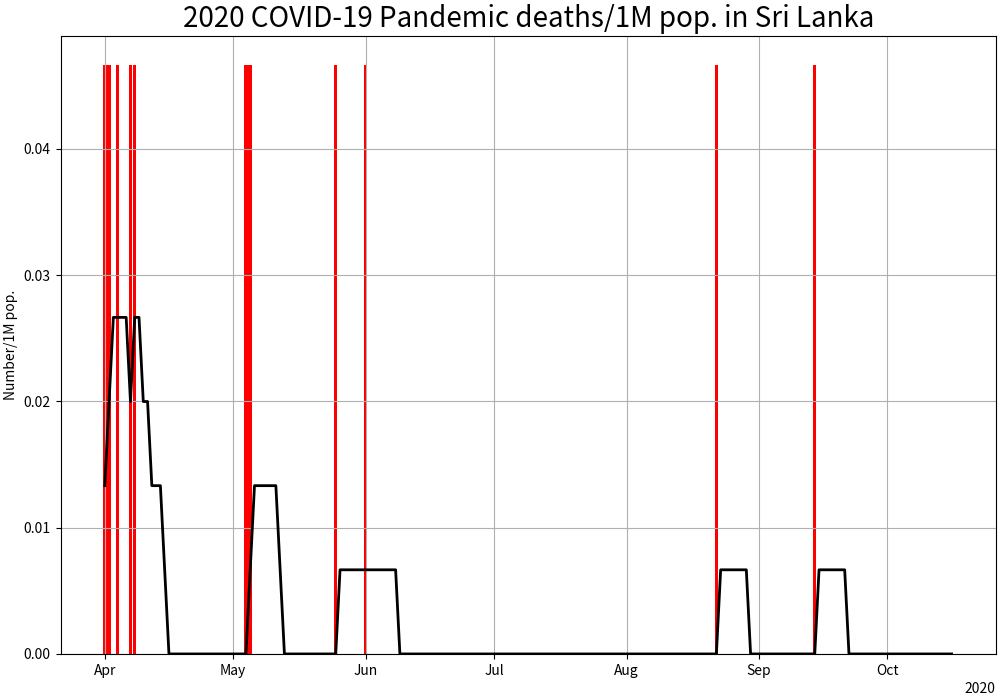 2020 COVID-19 Pandemic deaths/1M pop. in Sri Lanka
Number/1M pop.
0.04
0.03
0.02
0.01
0.00
Apr May Jun Jul Aug Sep Oct
2020